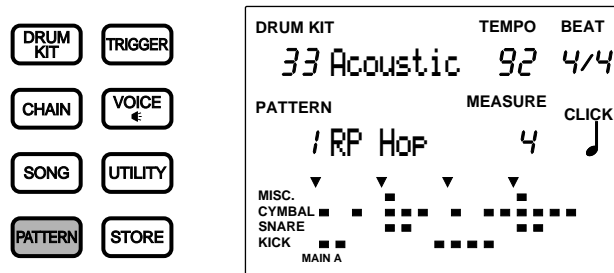 DRUM KIT
TRIGGER
CHAIN
VOICE
SONG
UTILITY
PATTERN
STORE
DRUM KIT TEMPO BEAT
33 Acoustic 92 4/4
PATTERN MEASURE CLICK
1 RP Hop 4
MISC.
CYMBAL
SNARE
KICK
MAIN A